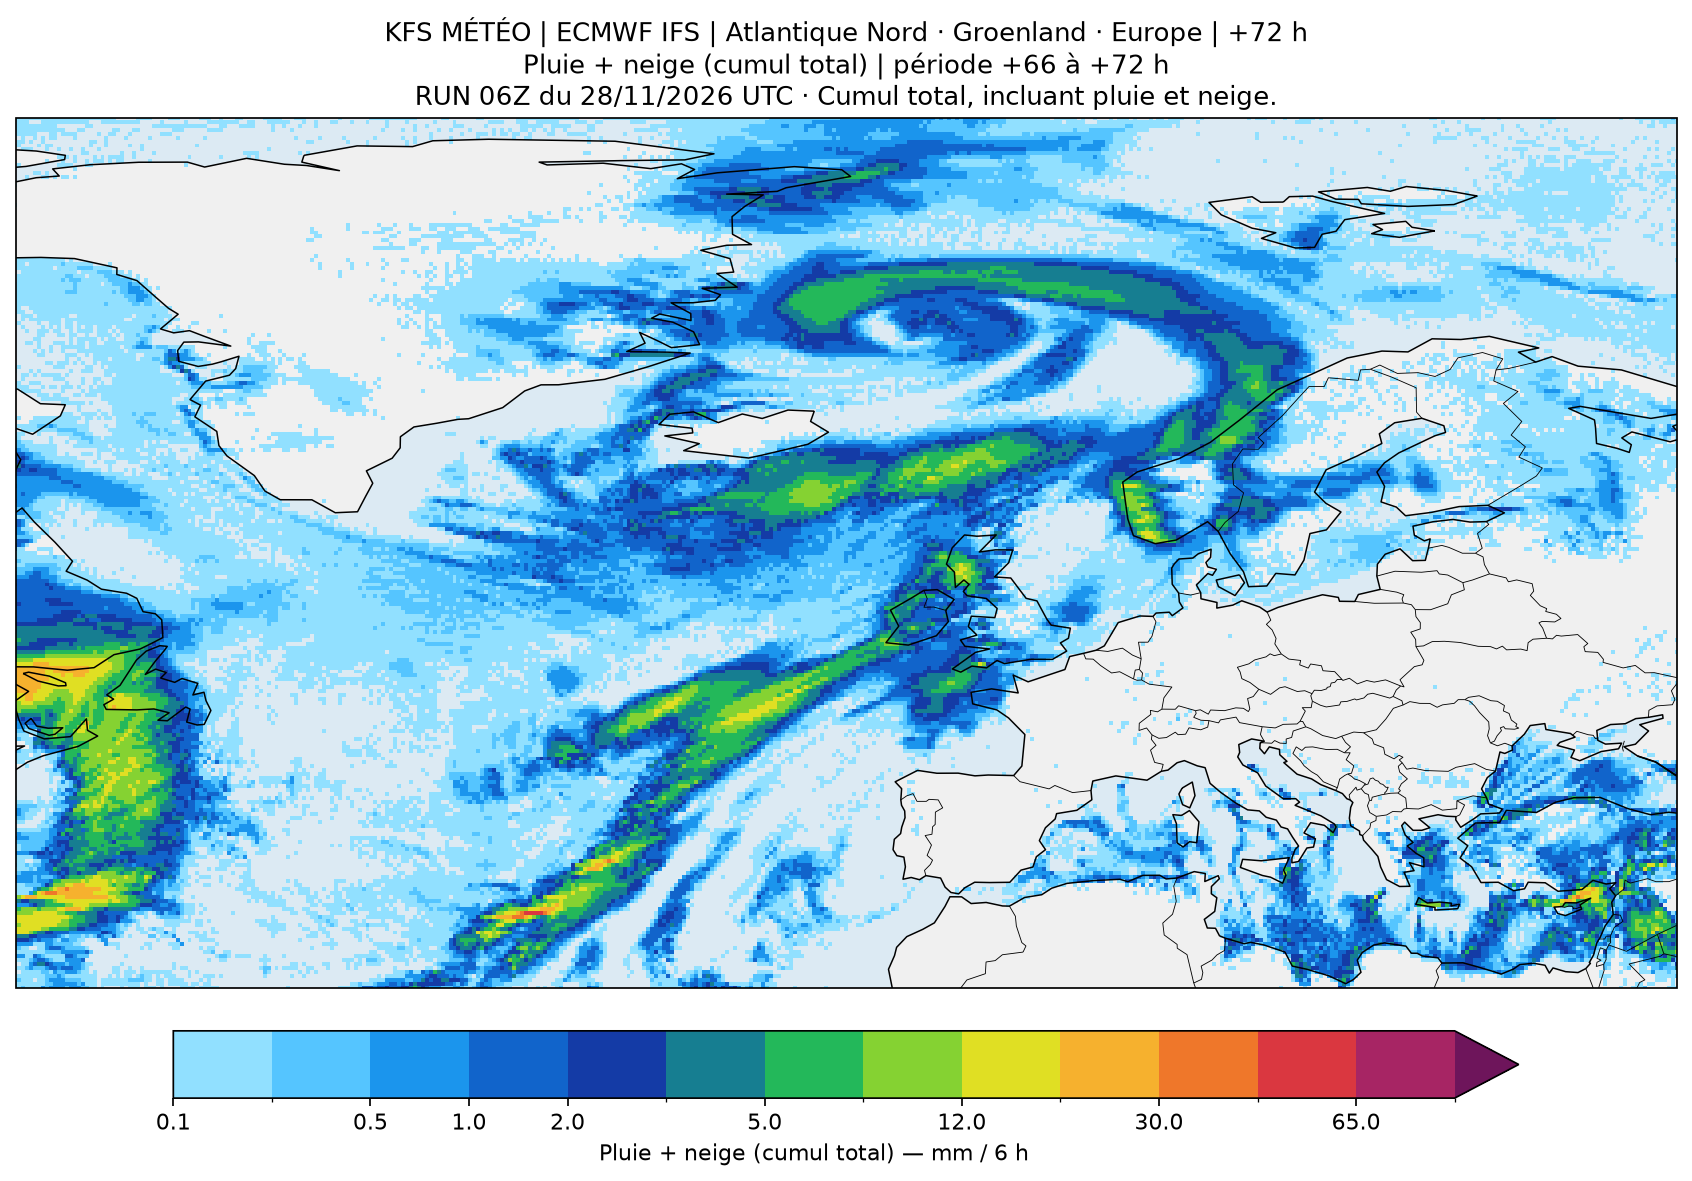 KFS MÉTÉO | ECMWF IFS | Atlantique Nord · Groenland · Europe | +72 h
Pluie + neige (cumul total) | période +66 à +72 h
RUN 06Z du 28/11/2026 UTC · Cumul total, incluant pluie et neige.
0.1 0.5 1.0 2.0 5.0 12.0 30.0 65.0
Pluie + neige (cumul total) — mm / 6 h